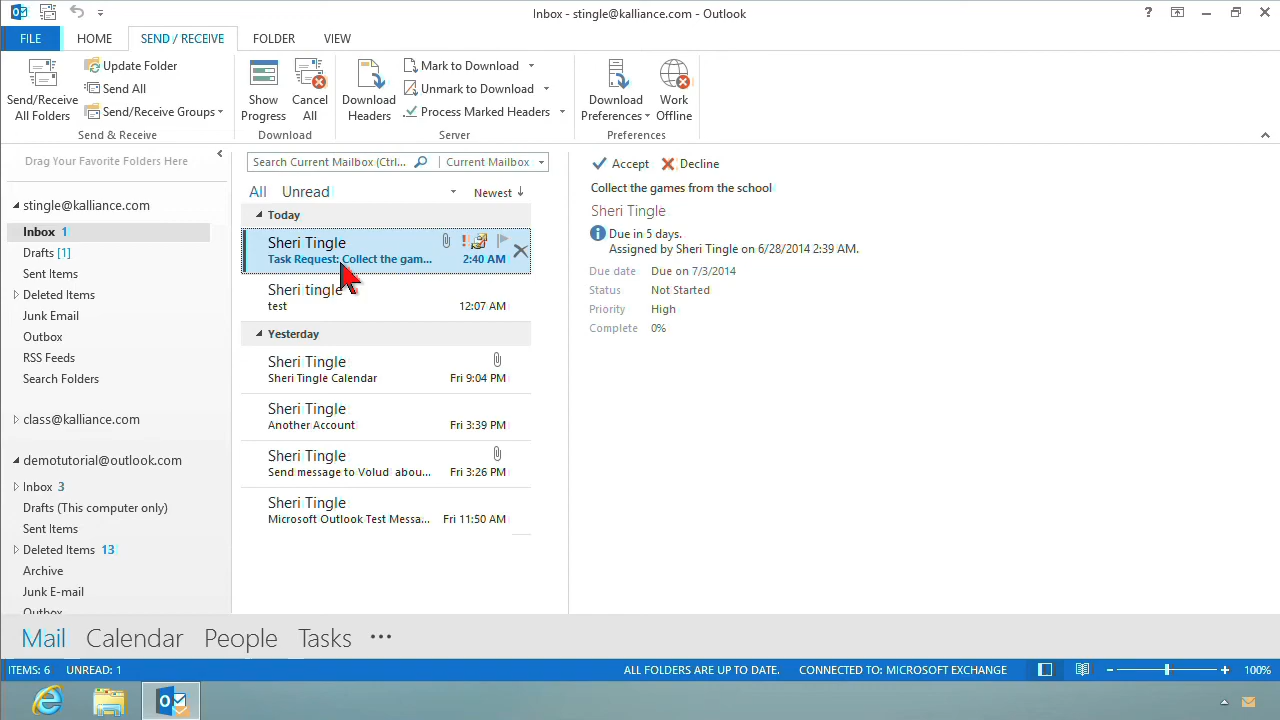 Inbox - stingle@kalliance.com - Outlook
?
FILE
HOME
SEND / RECEIVE
FOLDER
VIEW
Send/Receive
All Folders
Update Folder
Send All
Send/Receive Groups
Send & Receive
Show
Progress
Cancel
All
Download
Download
Headers
Mark to Download
Unmark to Download
Process Marked Headers
Server
Download
Preferences
Work
Offline
Preferences
Drag Your Favorite Folders Here
stingle@kalliance.com
Inbox 1
Drafts [1]
Sent Items
Deleted Items
Junk Email
Outbox
RSS Feeds
Search Folders
class@kalliance.com
demotutorial@outlook.com
Inbox 3
Drafts (This computer only)
Sent Items
Deleted Items 13
Archive
Junk E-mail
Outbox
Search Current Mailbox (Ctrl...
Current Mailbox
All Unread
Newest
Today
Sheri Tingle
Task Request: Collect the gam... 2:40 AM
Sheri tingle
test 12:07 AM
Yesterday
Sheri Tingle
Sheri Tingle Calendar Fri 9:04 PM
Sheri Tingle
Another Account Fri 3:39 PM
Sheri Tingle
Send message to Volud abou... Fri 3:26 PM
Sheri Tingle
Microsoft Outlook Test Messa... Fri 11:50 AM
Accept Decline
Collect the games from the school
Sheri Tingle
Due in 5 days.
Assigned by Sheri Tingle on 6/28/2014 2:39 AM.
Due date Due on 7/3/2014
Status Not Started
Priority High
Complete 0%
Mail Calendar People Tasks ...
ITEMS: 6 UNREAD: 1
ALL FOLDERS ARE UP TO DATE. CONNECTED TO: MICROSOFT EXCHANGE
100%